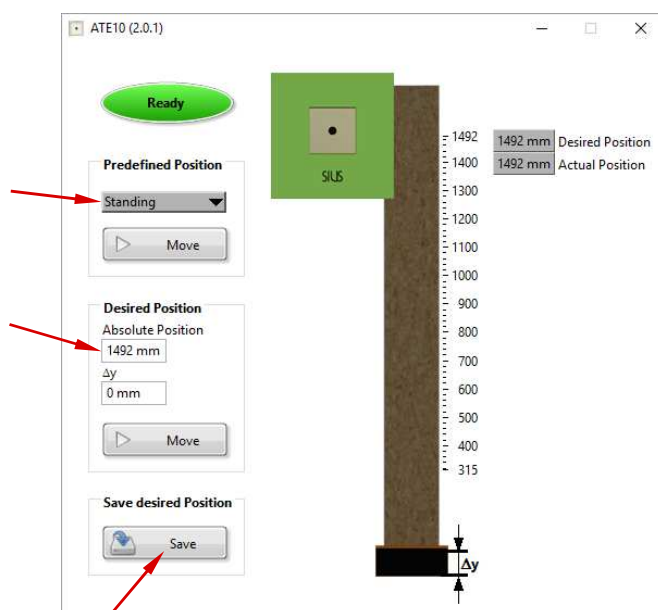 ATE10 (2.0.1)
Ready
Predefined Position
Standing
Move
Desired Position
Absolute Position
1492 mm
Δy
0 mm
Move
Save desired Position
Save
SIUS
1492
1400
1300
1200
1100
1000
900
800
700
600
500
400
315
1492 mm Desired Position
1492 mm Actual Position
Δy